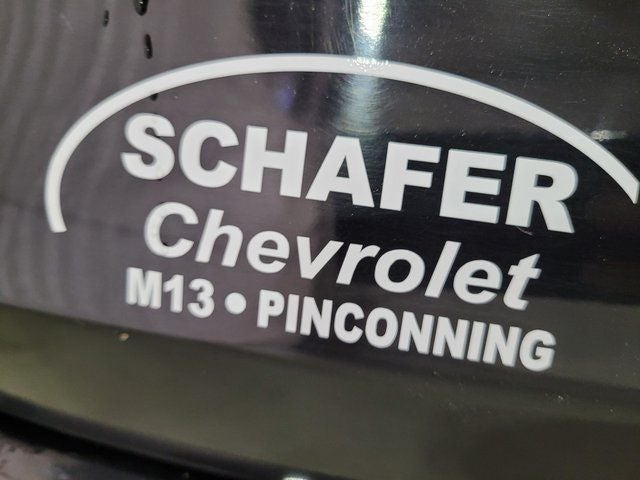 SCHAFER
Chevrolet
M13 • PINCONNING